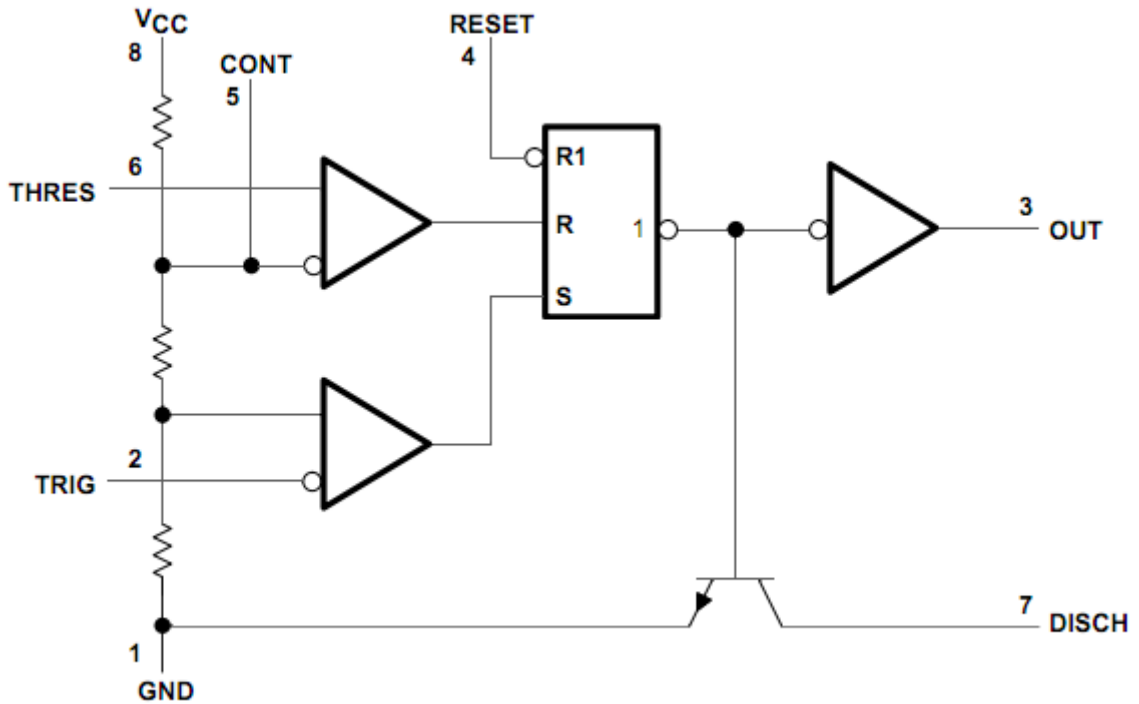 VCC
8
RESET
4
CONT
5
6
THRES
R1
R
1
S
3
OUT
2
TRIG
7
DISCH
1
GND